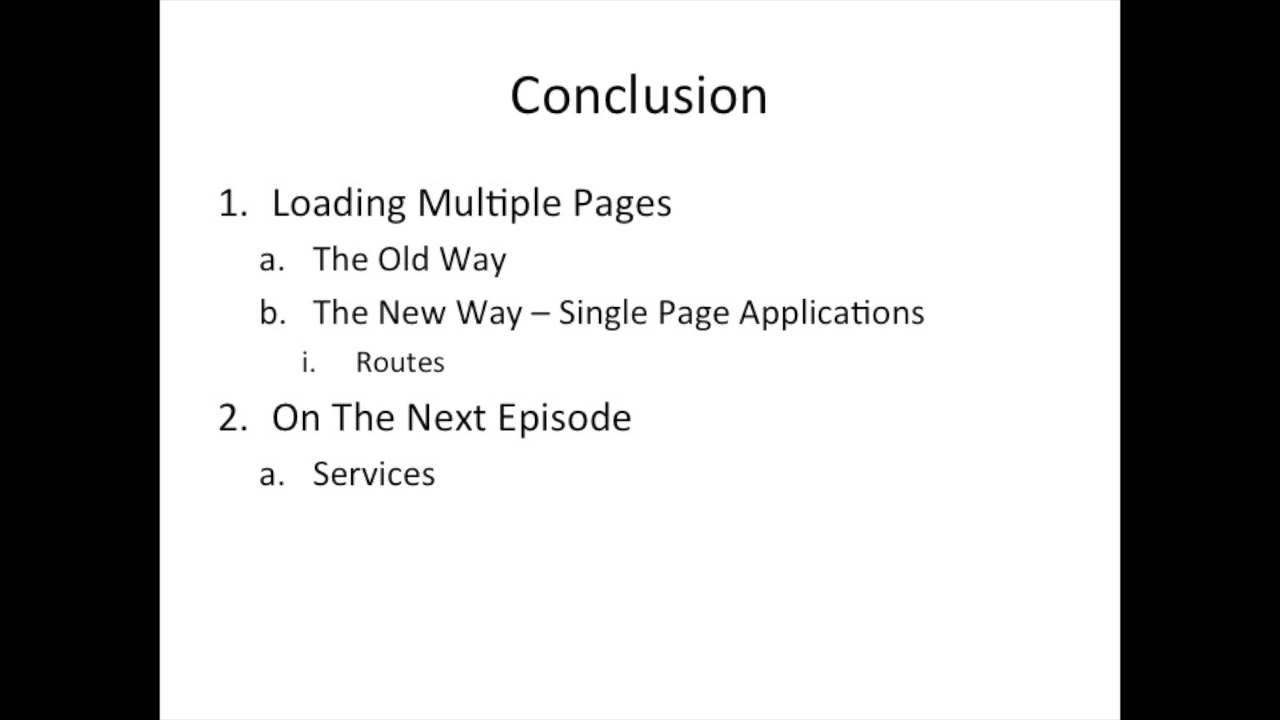 Conclusion
1. Loading Multiple Pages
a. The Old Way
b. The New Way – Single Page Applications
i. Routes
2. On The Next Episode
a. Services